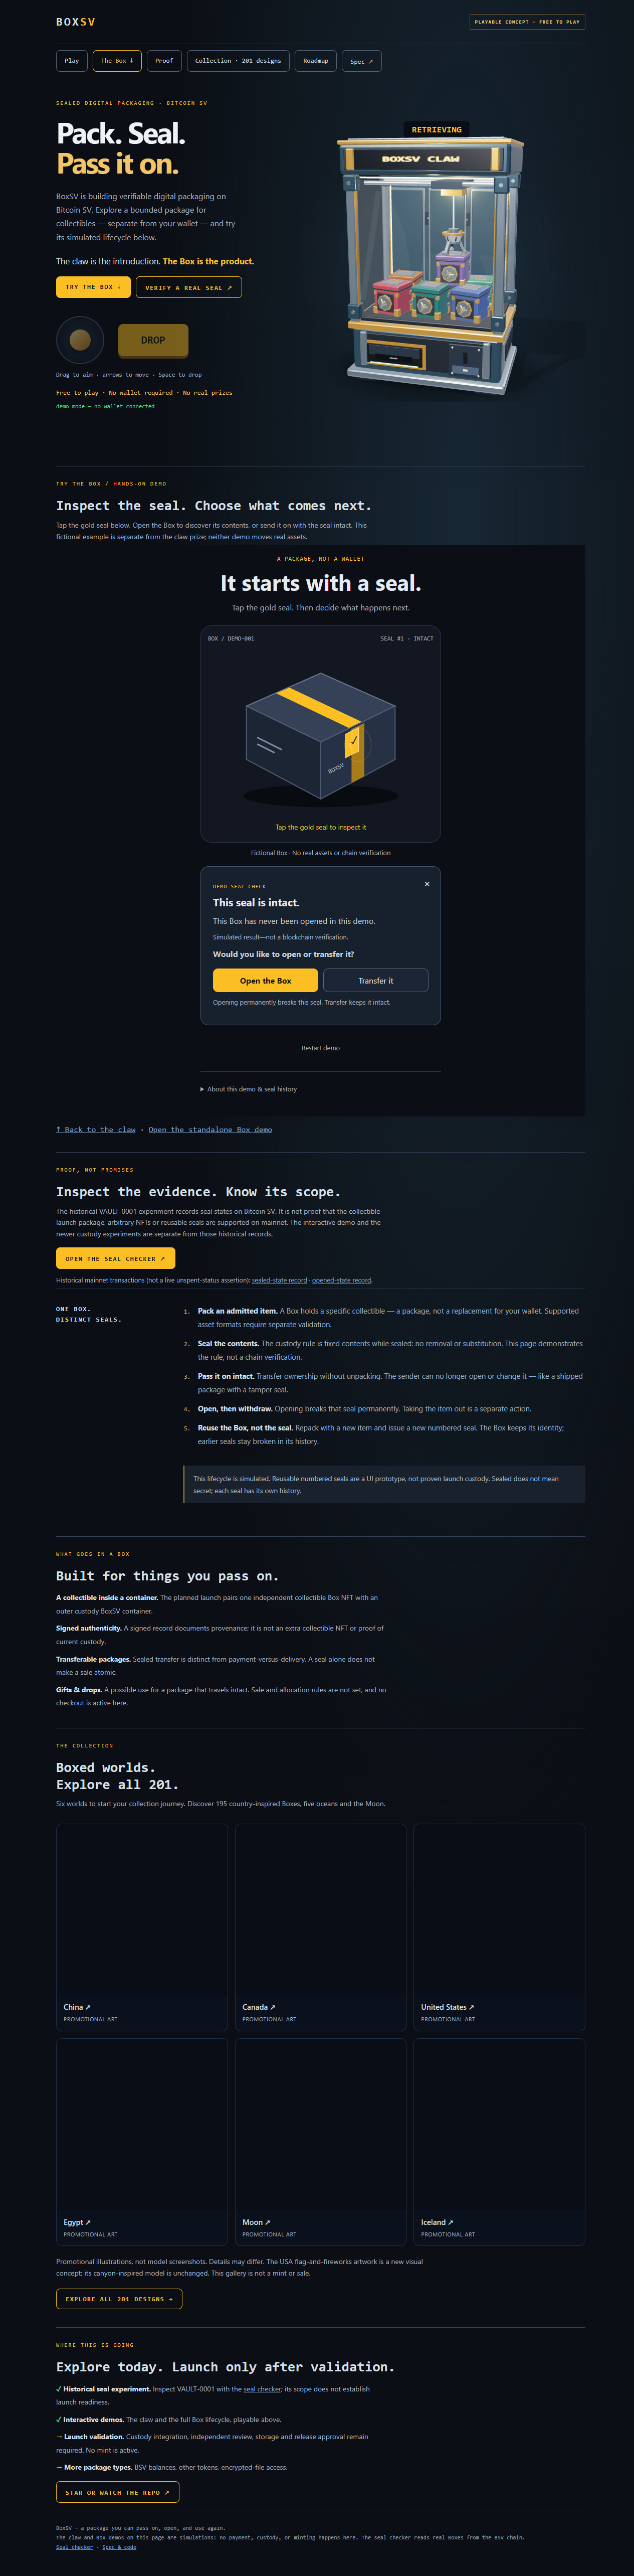 BOXSV
PLAYABLE CONCEPT · FREE TO PLAY
Play
The Box ↓
Proof
Collection · 201 designs
Roadmap
Spec ↗
SEALED DIGITAL PACKAGING · BITCOIN SV
Pack. Seal.
Pass it on.
BoxSV is building verifiable digital packaging on
Bitcoin SV. Explore a bounded package for
collectibles — separate from your wallet — and try
its simulated lifecycle below.
The claw is the introduction. The Box is the product.
TRY THE BOX ↓
VERIFY A REAL SEAL ↗
DROP
Drag to aim · arrows to move · Space to drop
Free to play · No wallet required · No real prizes
demo mode — no wallet connected
RETRIEVING
BOXSV CLAW
TRY THE BOX / HANDS-ON DEMO
Inspect the seal. Choose what comes next.
Tap the gold seal below. Open the Box to discover its contents, or send it on with the seal intact. This
fictional example is separate from the claw prize; neither demo moves real assets.
A PACKAGE, NOT A WALLET
It starts with a seal.
Tap the gold seal. Then decide what happens next.
BOX / DEMO-001
SEAL #1 · INTACT
✓
BOXSV
Tap the gold seal to inspect it
Fictional Box · No real assets or chain verification
DEMO SEAL CHECK
✕
This seal is intact.
This Box has never been opened in this demo.
Simulated result—not a blockchain verification.
Would you like to open or transfer it?
Open the Box
Transfer it
Opening permanently breaks this seal. Transfer keeps it intact.
Restart demo
▶ About this demo & seal history
↑ Back to the claw · Open the standalone Box demo
PROOF, NOT PROMISES
Inspect the evidence. Know its scope.
The historical VAULT-0001 experiment records seal states on Bitcoin SV. It is not proof that the collectible
launch package, arbitrary NFTs or reusable seals are supported on mainnet. The interactive demo and the
newer custody experiments are separate from those historical records.
OPEN THE SEAL CHECKER ↗
Historical mainnet transactions (not a live unspent-status assertion): sealed-state record · opened-state record.
ONE BOX.
DISTINCT SEALS.
1. Pack an admitted item. A Box holds a specific collectible — a package, not a replacement for your wallet. Supported
asset formats require separate validation.
2. Seal the contents. The custody rule is fixed contents while sealed: no removal or substitution. This page demonstrates
the rule, not a chain verification.
3. Pass it on intact. Transfer ownership without unpacking. The sender can no longer open or change it — like a shipped
package with a tamper seal.
4. Open, then withdraw. Opening breaks that seal permanently. Taking the item out is a separate action.
5. Reuse the Box, not the seal. Repack with a new item and issue a new numbered seal. The Box keeps its identity;
earlier seals stay broken in its history.
This lifecycle is simulated. Reusable numbered seals are a UI prototype, not proven launch custody. Sealed does not mean
secret; each seal has its own history.
WHAT GOES IN A BOX
Built for things you pass on.
A collectible inside a container. The planned launch pairs one independent collectible Box NFT with an
outer custody BoxSV container.
Signed authenticity. A signed record documents provenance; it is not an extra collectible NFT or proof of
current custody.
Transferable packages. Sealed transfer is distinct from payment-versus-delivery. A seal alone does not
make a sale atomic.
Gifts & drops. A possible use for a package that travels intact. Sale and allocation rules are not set, and no
checkout is active here.
THE COLLECTION
Boxed worlds.
Explore all 201.
Six worlds to start your collection journey. Discover 195 country-inspired Boxes, five oceans and the Moon.
China ↗
PROMOTIONAL ART
Canada ↗
PROMOTIONAL ART
United States ↗
PROMOTIONAL ART
Egypt ↗
PROMOTIONAL ART
Moon ↗
PROMOTIONAL ART
Iceland ↗
PROMOTIONAL ART
Promotional illustrations, not model screenshots. Details may differ. The USA flag-and-fireworks artwork is a new visual
concept; its canyon-inspired model is unchanged. This gallery is not a mint or sale.
EXPLORE ALL 201 DESIGNS →
WHERE THIS IS GOING
Explore today. Launch only after validation.
✓ Historical seal experiment. Inspect VAULT-0001 with the seal checker; its scope does not establish
launch readiness.
✓ Interactive demos. The claw and the full Box lifecycle, playable above.
→ Launch validation. Custody integration, independent review, storage and release approval remain
required. No mint is active.
→ More package types. BSV balances, other tokens, encrypted-file access.
STAR OR WATCH THE REPO ↗
BoxSV — a package you can pass on, open, and use again.
The claw and Box demos on this page are simulations: no payment, custody, or minting happens here. The seal checker reads real Boxes from the BSV chain.
Seal checker · Spec & code